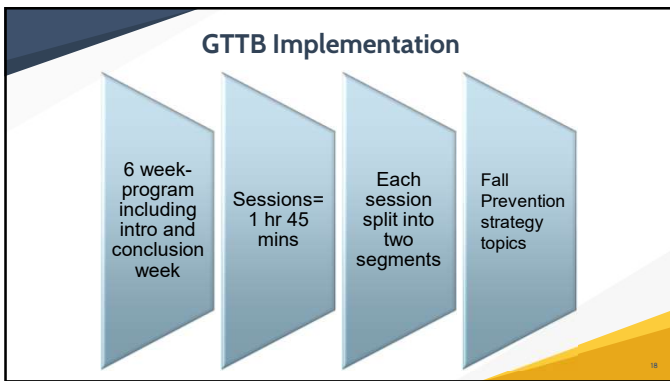 GTTB Implementation
6 week-
program
including
intro and
conclusion
week
Sessions=
1 hr 45
mins
Each
session
split into
two
segments
Fall
Prevention
strategy
topics
18